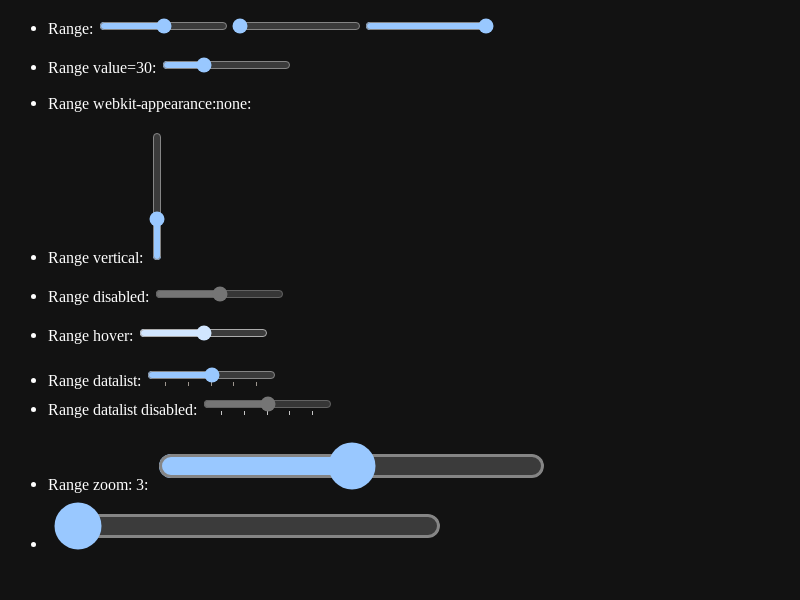 Range:
Range value=30:
Range webkit-appearance:none:
Range vertical:
Range disabled:
Range hover:
Range datalist:
Range datalist disabled:
Range zoom: 3: